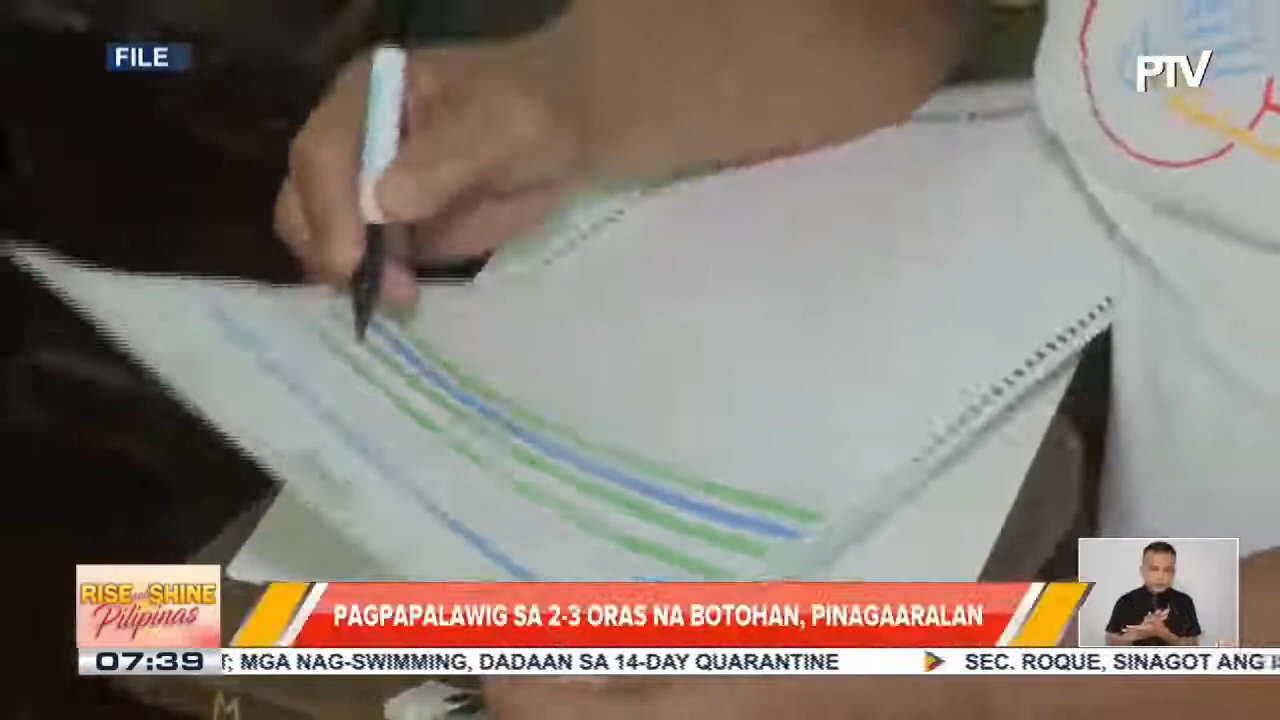 FILE
PTV
RISE and SHINE
Pilipinas
PAGPAPALAWIG SA 2-3 ORAS NA BOTOHAN, PINAGAARALAN
07:39
T; MGA NAG-SWIMMING, DADAAN SA 14-DAY QUARANTINE
SEC. ROQUE, SINAGOT ANG
M